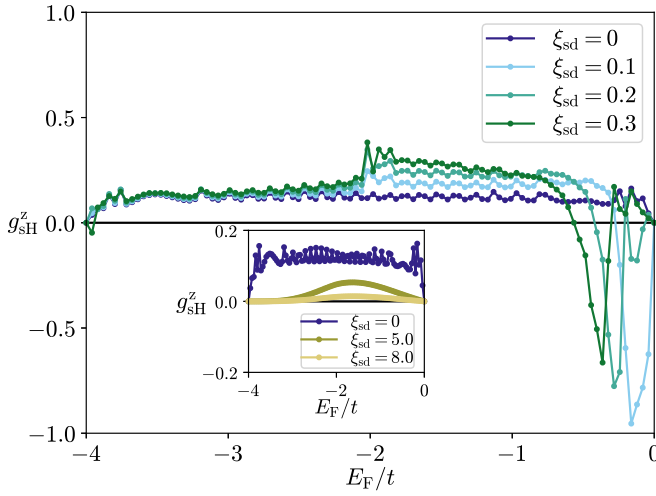 1.0
0.5
0.0
−0.5
−1.0
g^z_sH
ξ_sd = 0
ξ_sd = 0.1
ξ_sd = 0.2
ξ_sd = 0.3
0.2
0.0
−0.2
g^z_sH
ξ_sd = 0
ξ_sd = 5.0
ξ_sd = 8.0
−4 −2 0
E_F/t
−4 −3 −2 −1 0
E_F/t